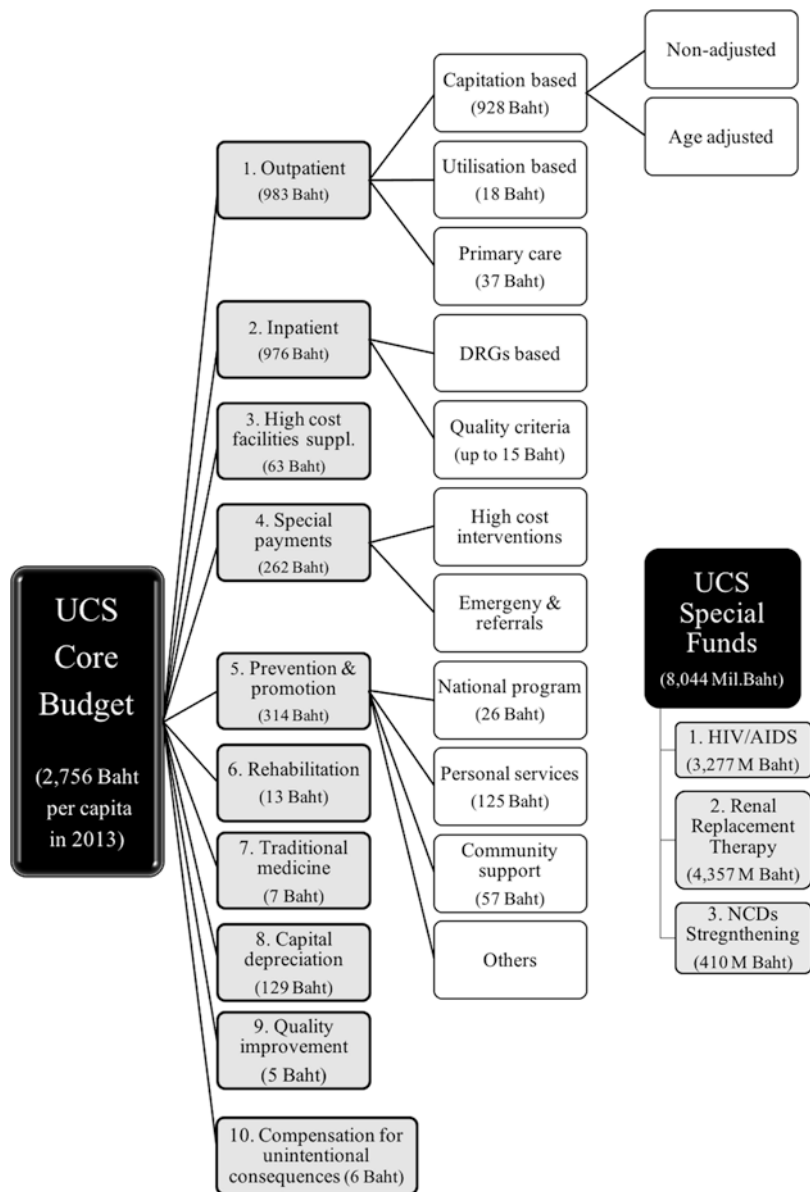 UCS
Core
Budget
(2,756 Baht
per capita
in 2013)
1. Outpatient
(983 Baht)
Capitation based
(928 Baht)
Non-adjusted
Age adjusted
Utilisation based
(18 Baht)
Primary care
(37 Baht)
2. Inpatient
(976 Baht)
DRGs based
Quality criteria
(up to 15 Baht)
3. High cost
facilities suppl.
(63 Baht)
4. Special
payments
(262 Baht)
High cost
interventions
Emergeny &
referrals
5. Prevention &
promotion
(314 Baht)
National program
(26 Baht)
Personal services
(125 Baht)
Community
support
(57 Baht)
Others
6. Rehabilitation
(13 Baht)
7. Traditional
medicine
(7 Baht)
8. Capital
depreciation
(129 Baht)
9. Quality
improvement
(5 Baht)
10. Compensation for
unintentional
consequences (6 Baht)
UCS
Special
Funds
(8,044 Mil.Baht)
1. HIV/AIDS
(3,277 M Baht)
2. Renal
Replacement
Therapy
(4,357 M Baht)
3. NCDs
Stregnthening
(410 M Baht)